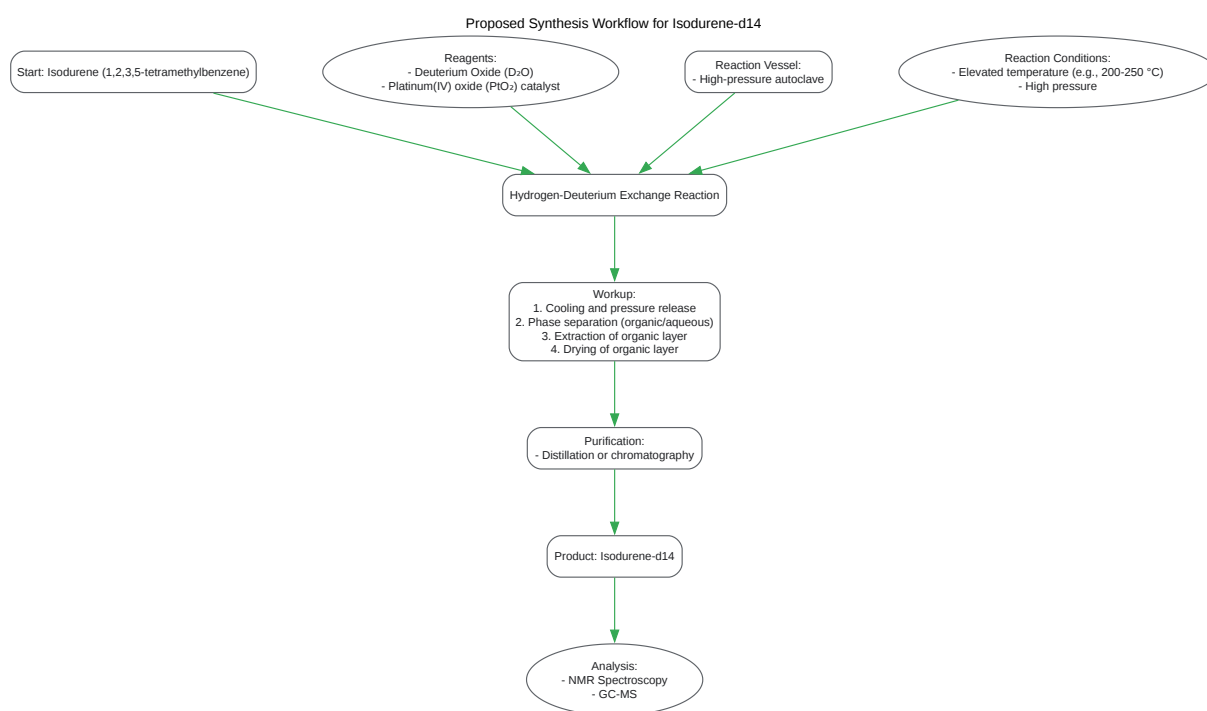 Proposed Synthesis Workflow for Isodurene-d14
Start: Isodurene (1,2,3,5-tetramethylbenzene)
Reagents:
- Deuterium Oxide (D₂O)
- Platinum(IV) oxide (PtO₂) catalyst
Reaction Vessel:
- High-pressure autoclave
Reaction Conditions:
- Elevated temperature (e.g., 200-250 °C)
- High pressure
Hydrogen-Deuterium Exchange Reaction
Workup:
1. Cooling and pressure release
2. Phase separation (organic/aqueous)
3. Extraction of organic layer
4. Drying of organic layer
Purification:
- Distillation or chromatography
Product: Isodurene-d14
Analysis:
- NMR Spectroscopy
- GC-MS